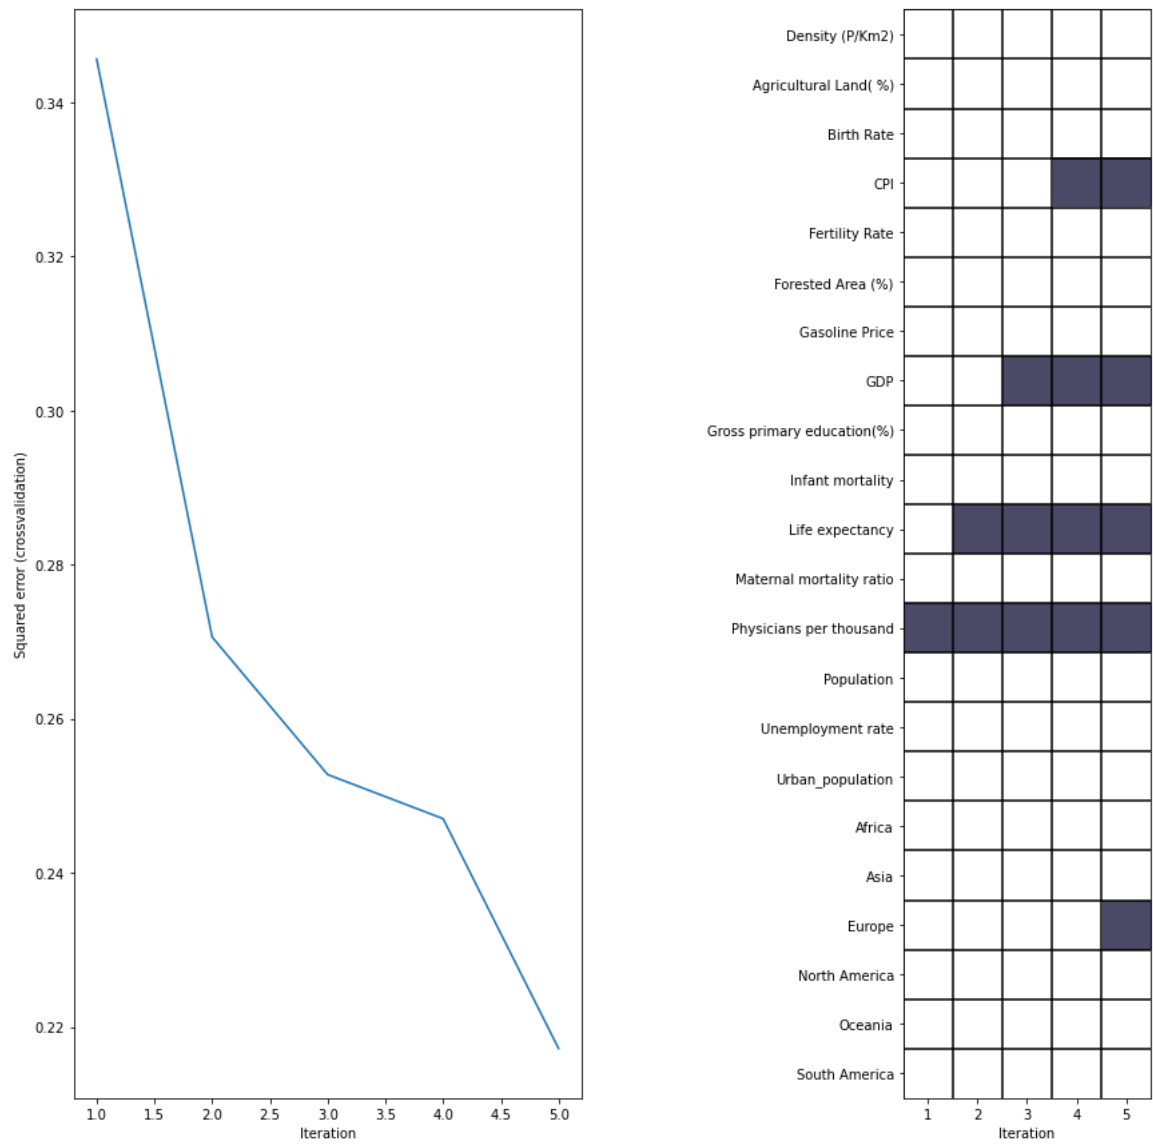 0.34
0.32
0.30
0.28
0.26
0.24
0.22
Squared error (crossvalidation)
1.0 1.5 2.0 2.5 3.0 3.5 4.0 4.5 5.0
Iteration
Density (P/Km2)
Agricultural Land( %)
Birth Rate
CPI
Fertility Rate
Forested Area (%)
Gasoline Price
GDP
Gross primary education(%)
Infant mortality
Life expectancy
Maternal mortality ratio
Physicians per thousand
Population
Unemployment rate
Urban_population
Africa
Asia
Europe
North America
Oceania
South America
1 2 3 4 5
Iteration